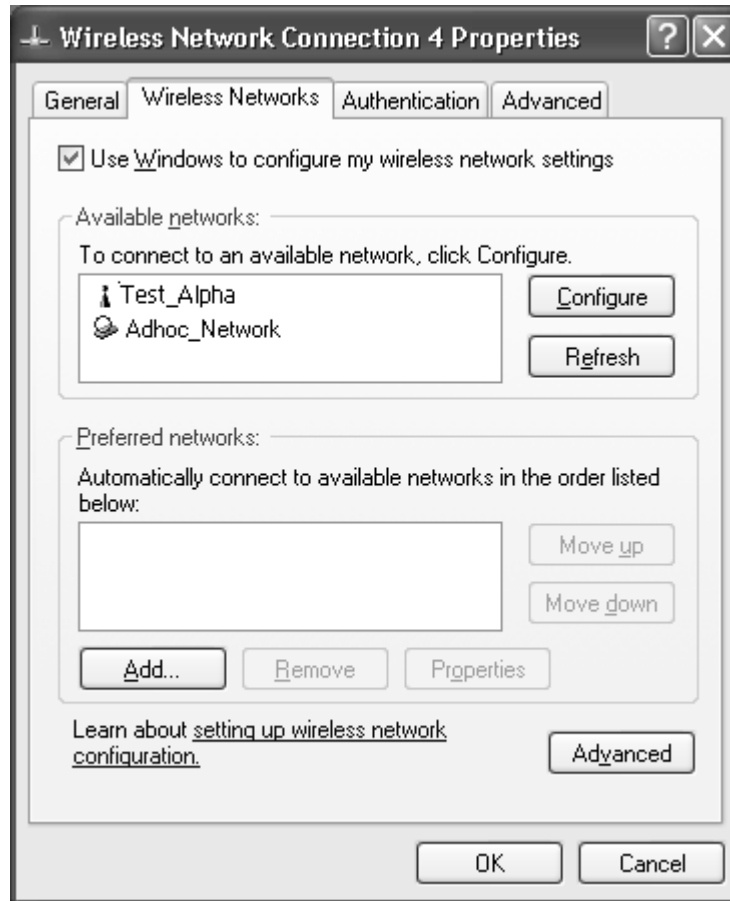 Wireless Network Connection 4 Properties
General Wireless Networks Authentication Advanced
Use Windows to configure my wireless network settings
Available networks:
To connect to an available network, click Configure.
Test_Alpha
Configure
Adhoc_Network
Refresh
Preferred networks:
Automatically connect to available networks in the order listed
below:
Move up
Move down
Add... Remove Properties
Learn about setting up wireless network
configuration.
Advanced
OK Cancel